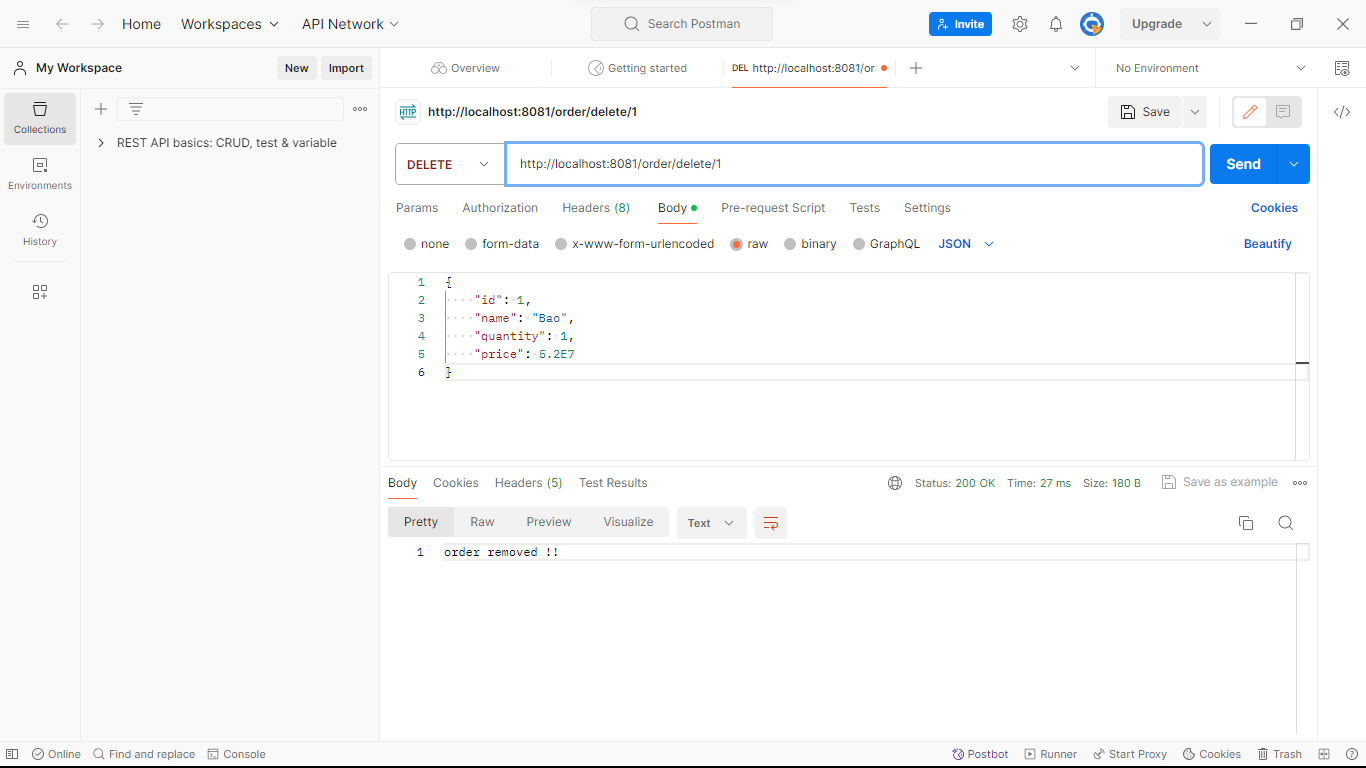 Home Workspaces API Network Search Postman Invite Upgrade
My Workspace New Import Overview Getting started DEL http://localhost:8081/or No Environment
Collections
Environments
History
REST API basics: CRUD, test & variable
HTTP http://localhost:8081/order/delete/1 Save
DELETE http://localhost:8081/order/delete/1 Send
Params Authorization Headers (8) Body Pre-request Script Tests Settings Cookies
none form-data x-www-form-urlencoded raw binary GraphQL JSON Beautify
1 {
2 "id": 1,
3 "name": "Bao",
4 "quantity": 1,
5 "price": 5.2E7
6 }
Body Cookies Headers (5) Test Results Status: 200 OK Time: 27 ms Size: 180 B Save as example
Pretty Raw Preview Visualize Text
1 order removed !!
Online Find and replace Console Postbot Runner Start Proxy Cookies Trash